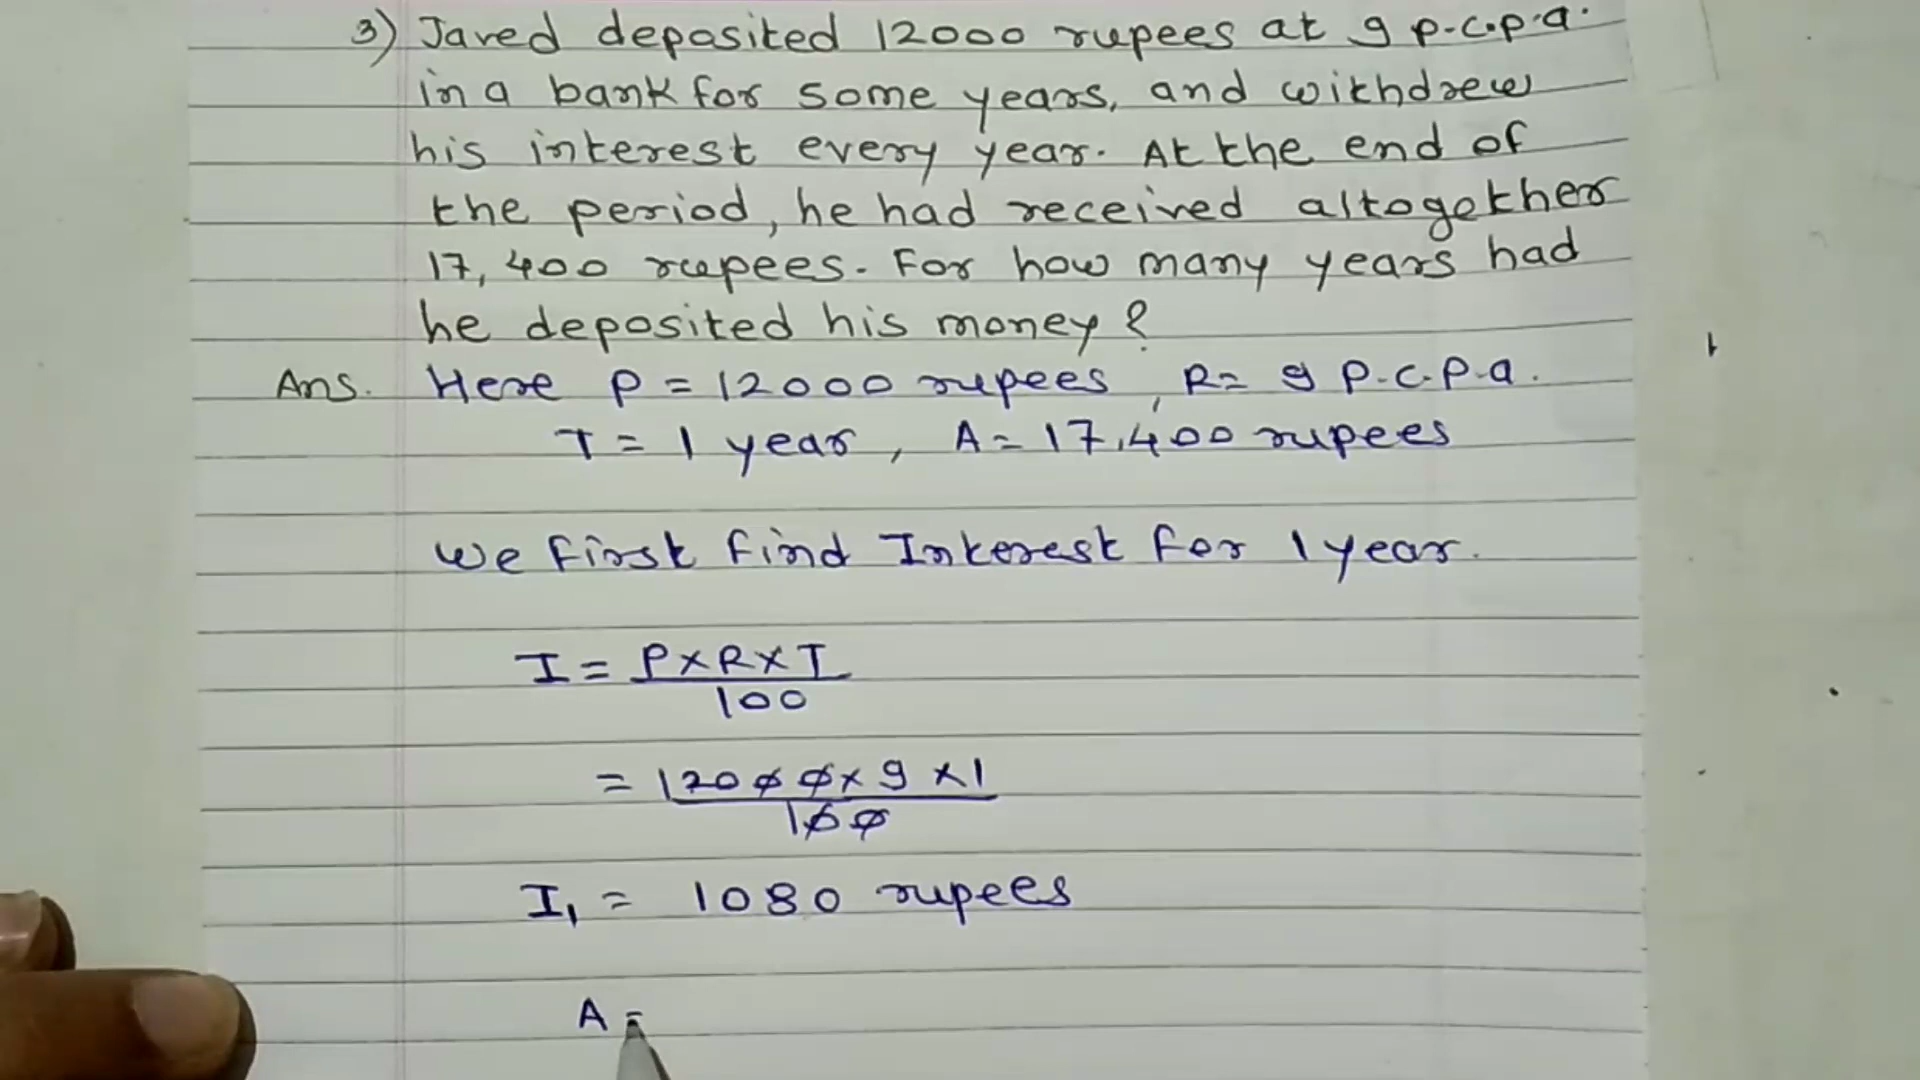 3) Javed deposited 12000 rupees at 9 p.c.p.a.
in a bank for some years, and withdrew
his interest every year. At the end of
the period, he had received altogether
17,400 rupees. For how many years had
he deposited his money?
Ans. Here P = 12000 rupees, R = 9 P.C.P.a.
T = 1 year, A = 17,400 rupees
We first find Interest for 1 year.
I = P×R×T
100
= 12000 × 9 × 1
100
I₁ = 1080 rupees
A =